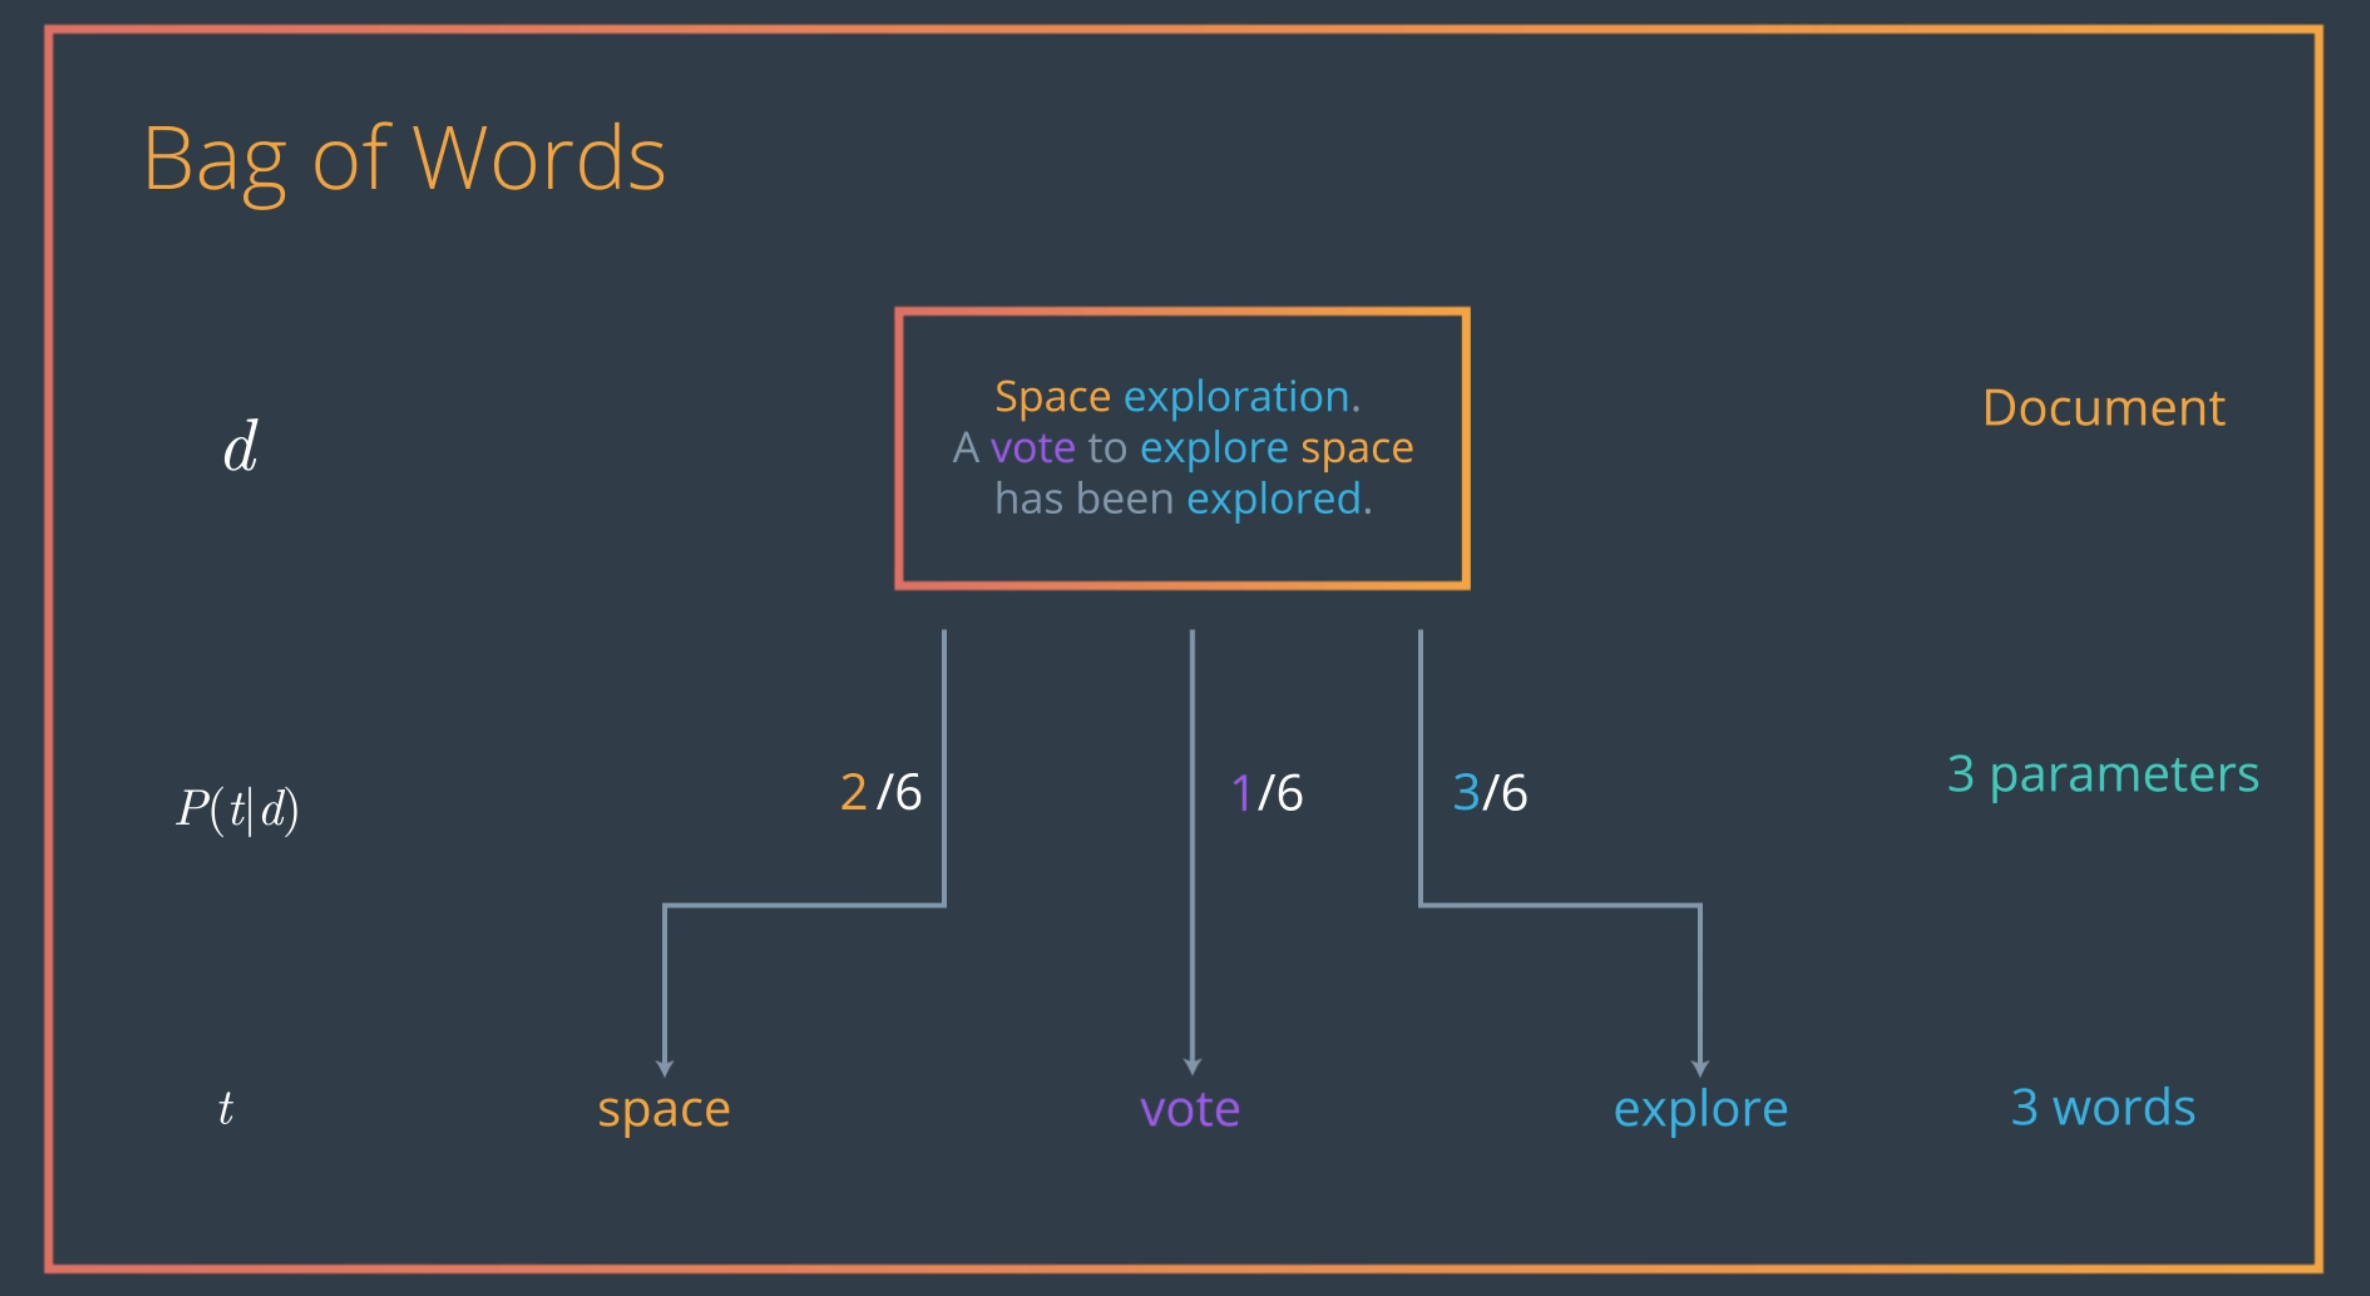 Bag of Words
d
Space exploration.
A vote to explore space
has been explored.
Document
P(t|d)
2/6
1/6
3/6
3 parameters
t
space
vote
explore
3 words